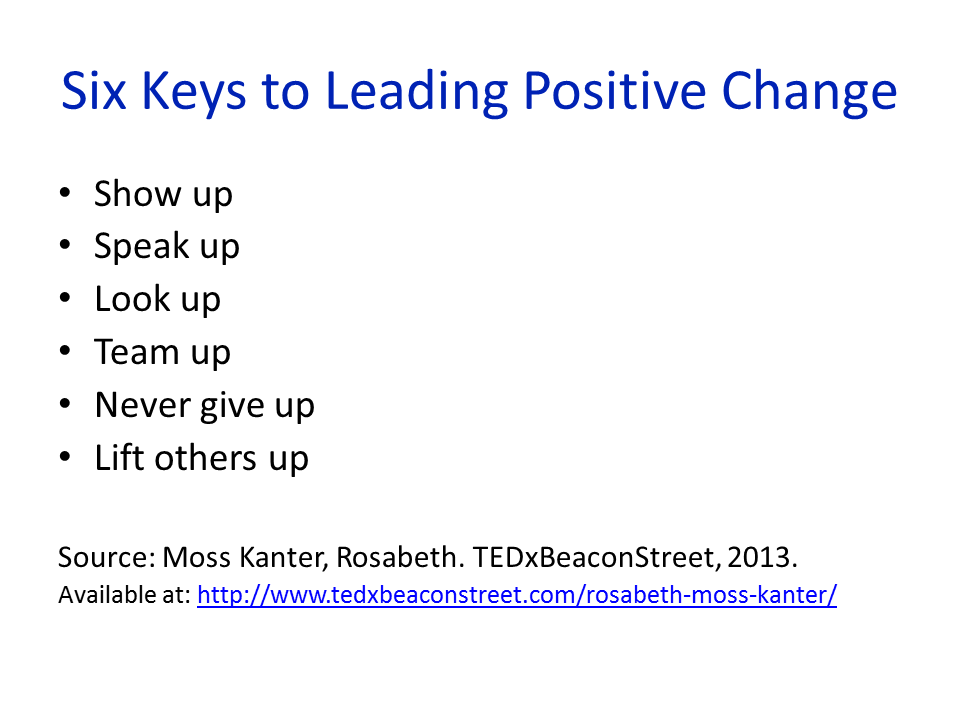 Six Keys to Leading Positive Change
• Show up
• Speak up
• Look up
• Team up
• Never give up
• Lift others up
Source: Moss Kanter, Rosabeth. TEDxBeaconStreet, 2013.
Available at: http://www.tedxbeaconstreet.com/rosabeth-moss-kanter/